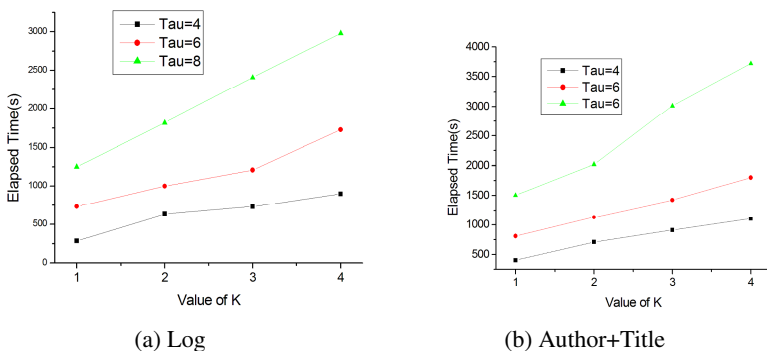 Tau=4
Tau=6
Tau=8
3000
2500
2000
1500
1000
500
0
Elapsed Time(s)
1 2 3 4
Value of K
(a) Log
Tau=4
Tau=6
Tau=6
4000
3500
3000
2500
2000
1500
1000
500
Elapsed Time(s)
1 2 3 4
Value of K
(b) Author+Title